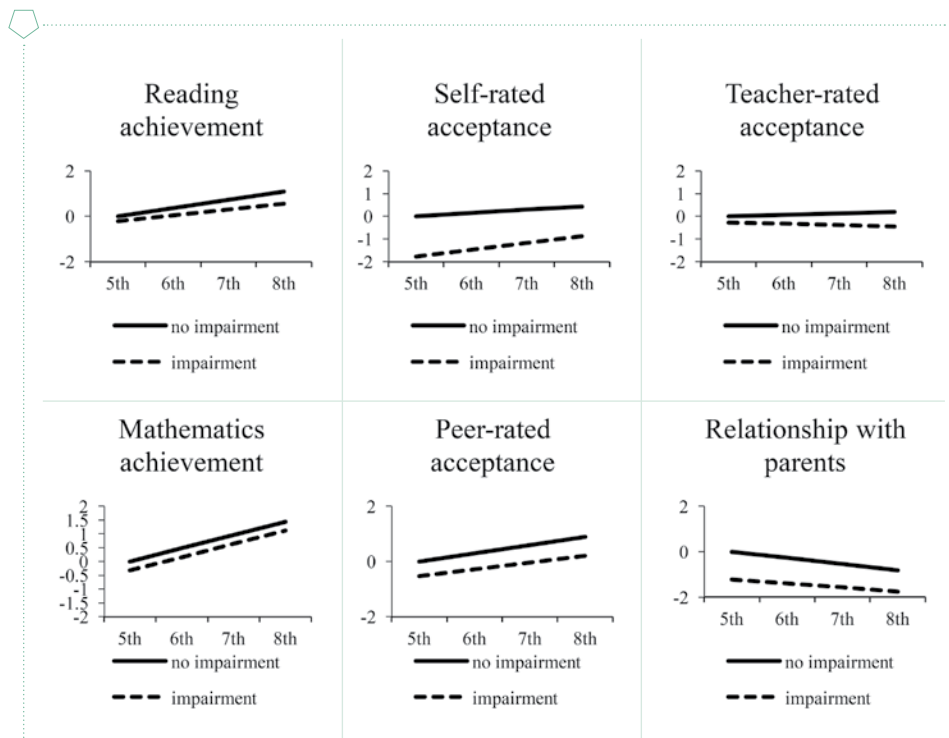 Reading
achievement
2
0
-2
5th 6th 7th 8th
no impairment
impairment
Self-rated
acceptance
2
1
0
-1
-2
5th 6th 7th 8th
no impairment
impairment
Teacher-rated
acceptance
2
1
0
-1
-2
5th 6th 7th 8th
no impairment
impairment
Mathematics
achievement
2
1.5
1
0.5
0
-0.5
-1
-1.5
-2
5th 6th 7th 8th
no impairment
impairment
Peer-rated
acceptance
2
0
-2
5th 6th 7th 8th
no impairment
impairment
Relationship with
parents
2
0
-2
5th 6th 7th 8th
no impairment
impairment